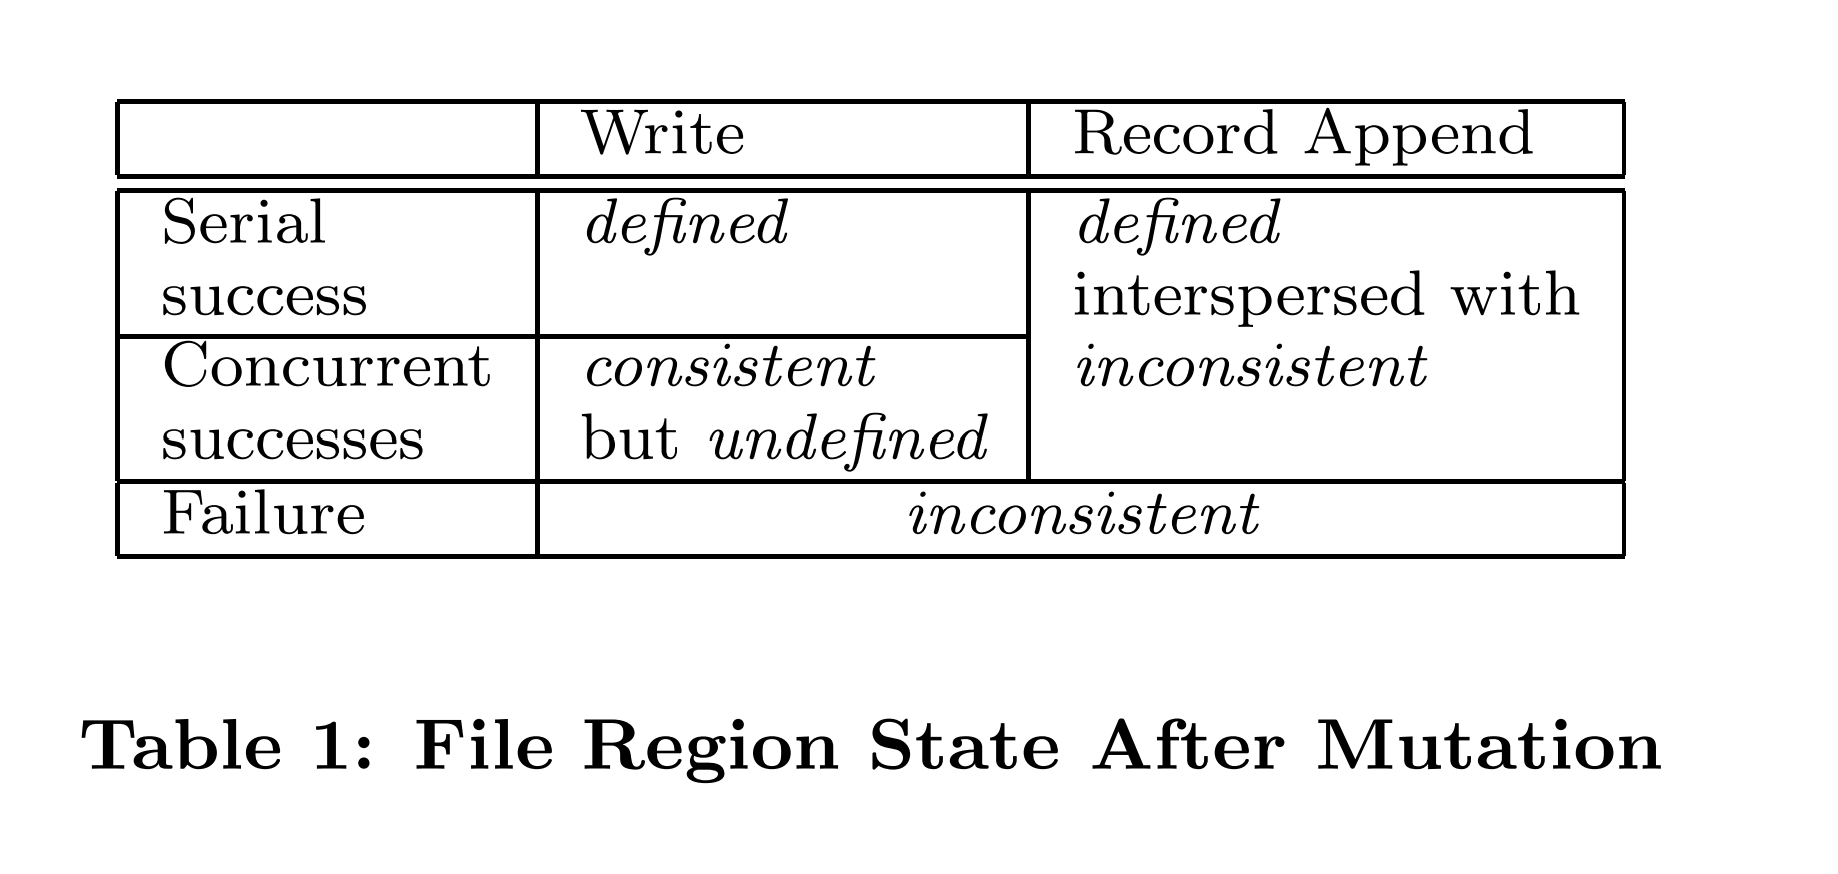 Write
Record Append
Serial
success
defined
defined
interspersed with
inconsistent
Concurrent
successes
consistent
but undefined
Failure
inconsistent
Table 1: File Region State After Mutation